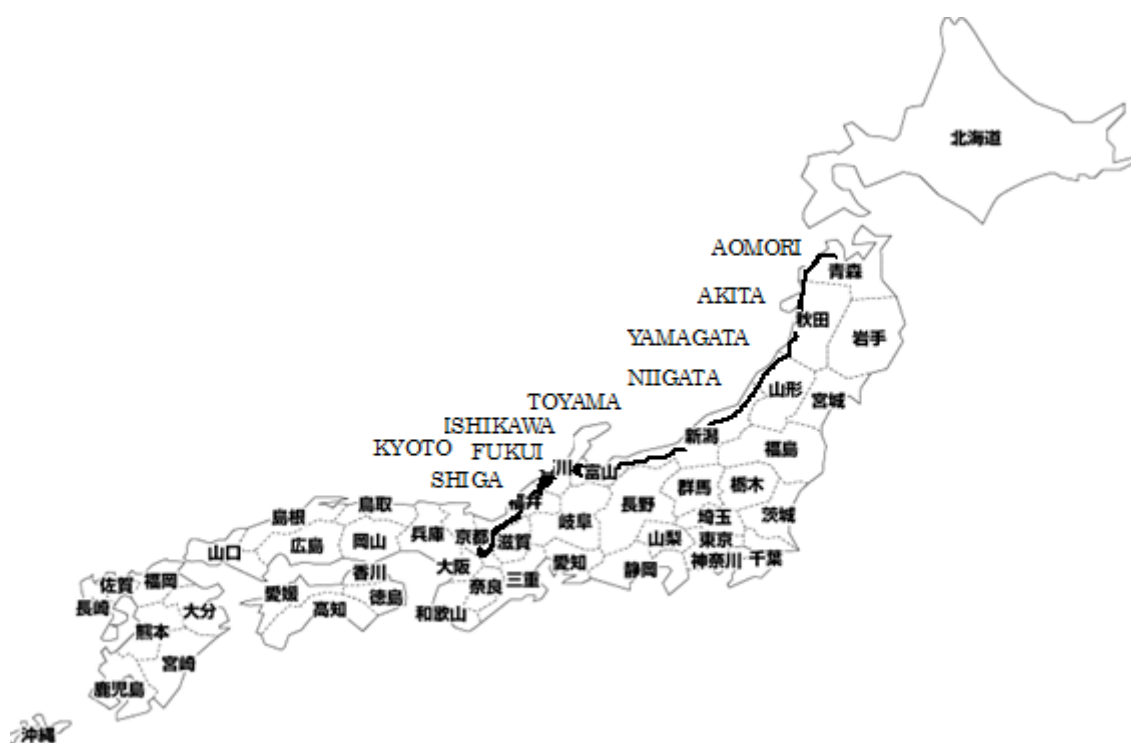 北海道
AOMORI
青森
AKITA
秋田
岩手
YAMAGATA
NIIGATA
山形
宮城
TOYAMA
ISHIKAWA
新潟
KYOTO FUKUI
福島
川 富山
SHIGA
長野 群馬 栃木
福井
鳥取
島根
埼玉 茨城
岐阜
山口 広島 岡山 兵庫 京都 滋賀
山梨 東京
大阪
愛知
神奈川 千葉
佐賀 福岡
香川
静岡
奈良 三重
愛媛 徳島
長崎 大分
高知
和歌山
熊本
宮崎
鹿児島
沖縄